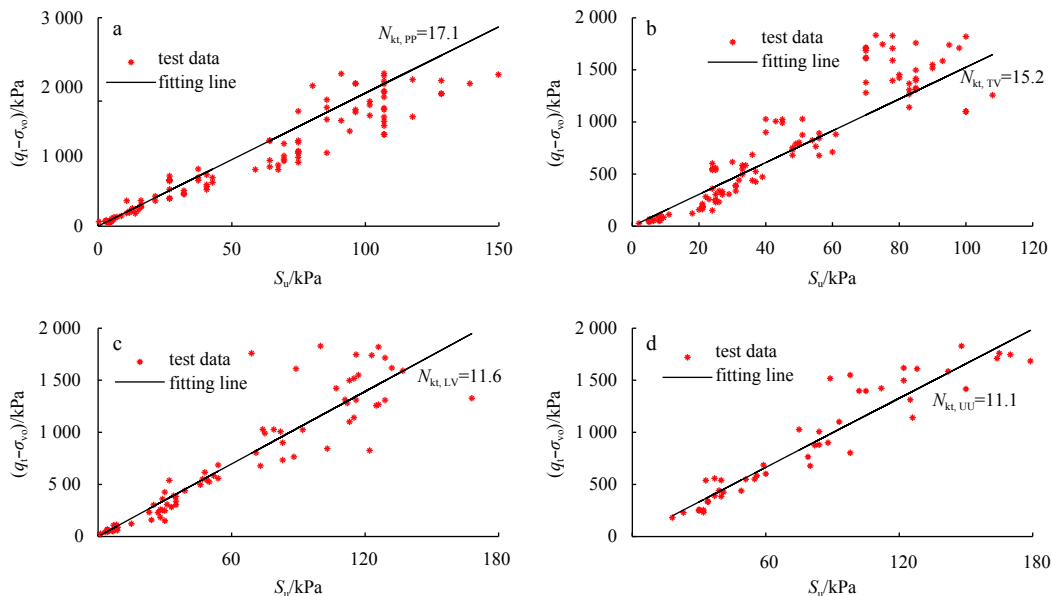 a
3 000
2 000
1 000
0
(qt−σvo)/kPa
test data
fitting line
Nkt, PP=17.1
0 50 100 150
Su/kPa
b
2 000
1 500
1 000
500
0
(qt−σvo)/kPa
test data
fitting line
Nkt, TV=15.2
0 20 40 60 80 100 120
Su/kPa
c
2 000
1 500
1 000
5 00
0
(qt−σvo)/kPa
test data
fitting line
Nkt, LV=11.6
60 120 180
Su/kPa
d
2 000
1 500
1 000
500
0
(qt−σvo)/kPa
test data
fitting line
Nkt, UU=11.1
0 60 120 180
Su/kPa